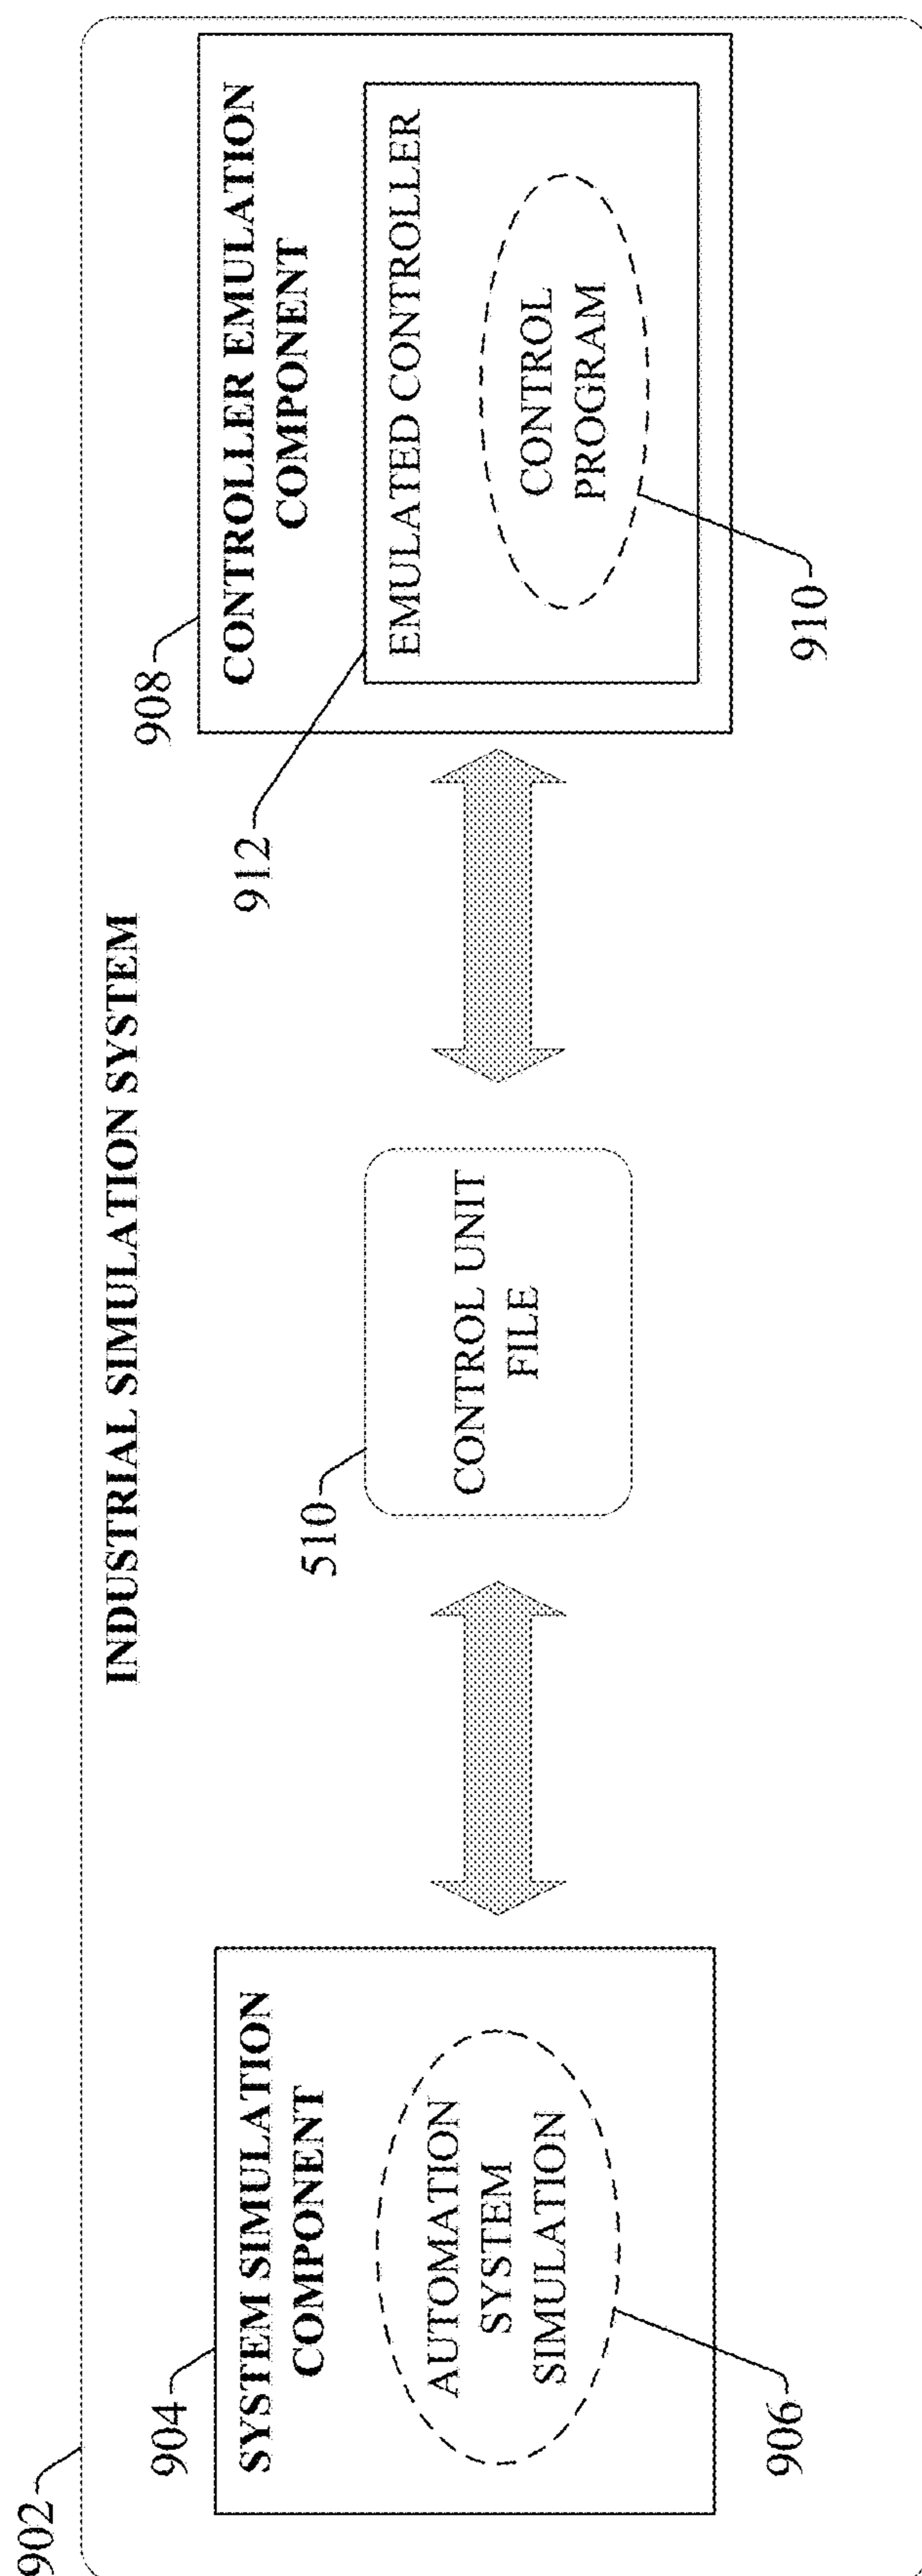 902
INDUSTRIAL SIMULATION SYSTEM
904
SYSTEM SIMULATION
COMPONENT
AUTOMATION
SYSTEM
SIMULATION
906
510
CONTROL UNIT
FILE
908
CONTROLLER EMULATION
COMPONENT
912
EMULATED CONTROLLER
CONTROL
PROGRAM
910